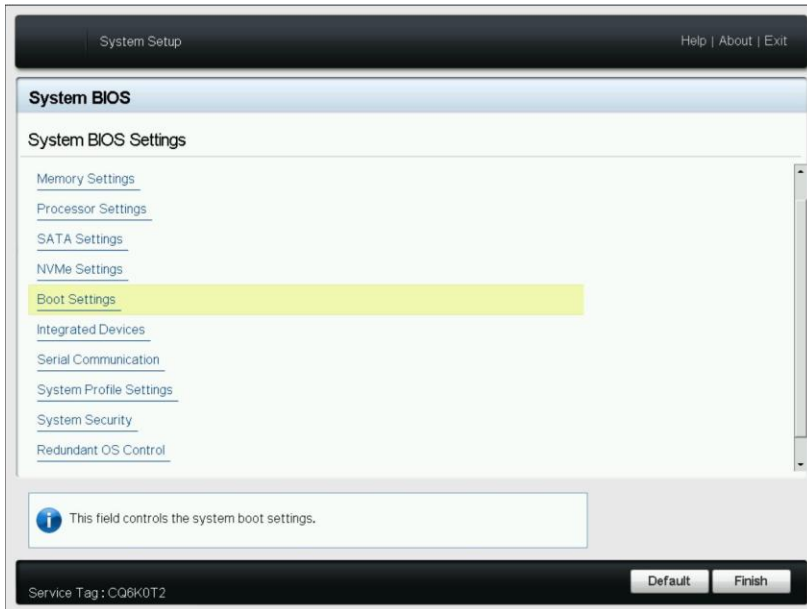 System Setup
Help | About | Exit
System BIOS
System BIOS Settings
Memory Settings
Processor Settings
SATA Settings
NVMe Settings
Boot Settings
Integrated Devices
Serial Communication
System Profile Settings
System Security
Redundant OS Control
This field controls the system boot settings.
Service Tag : CQ6K0T2
Default
Finish